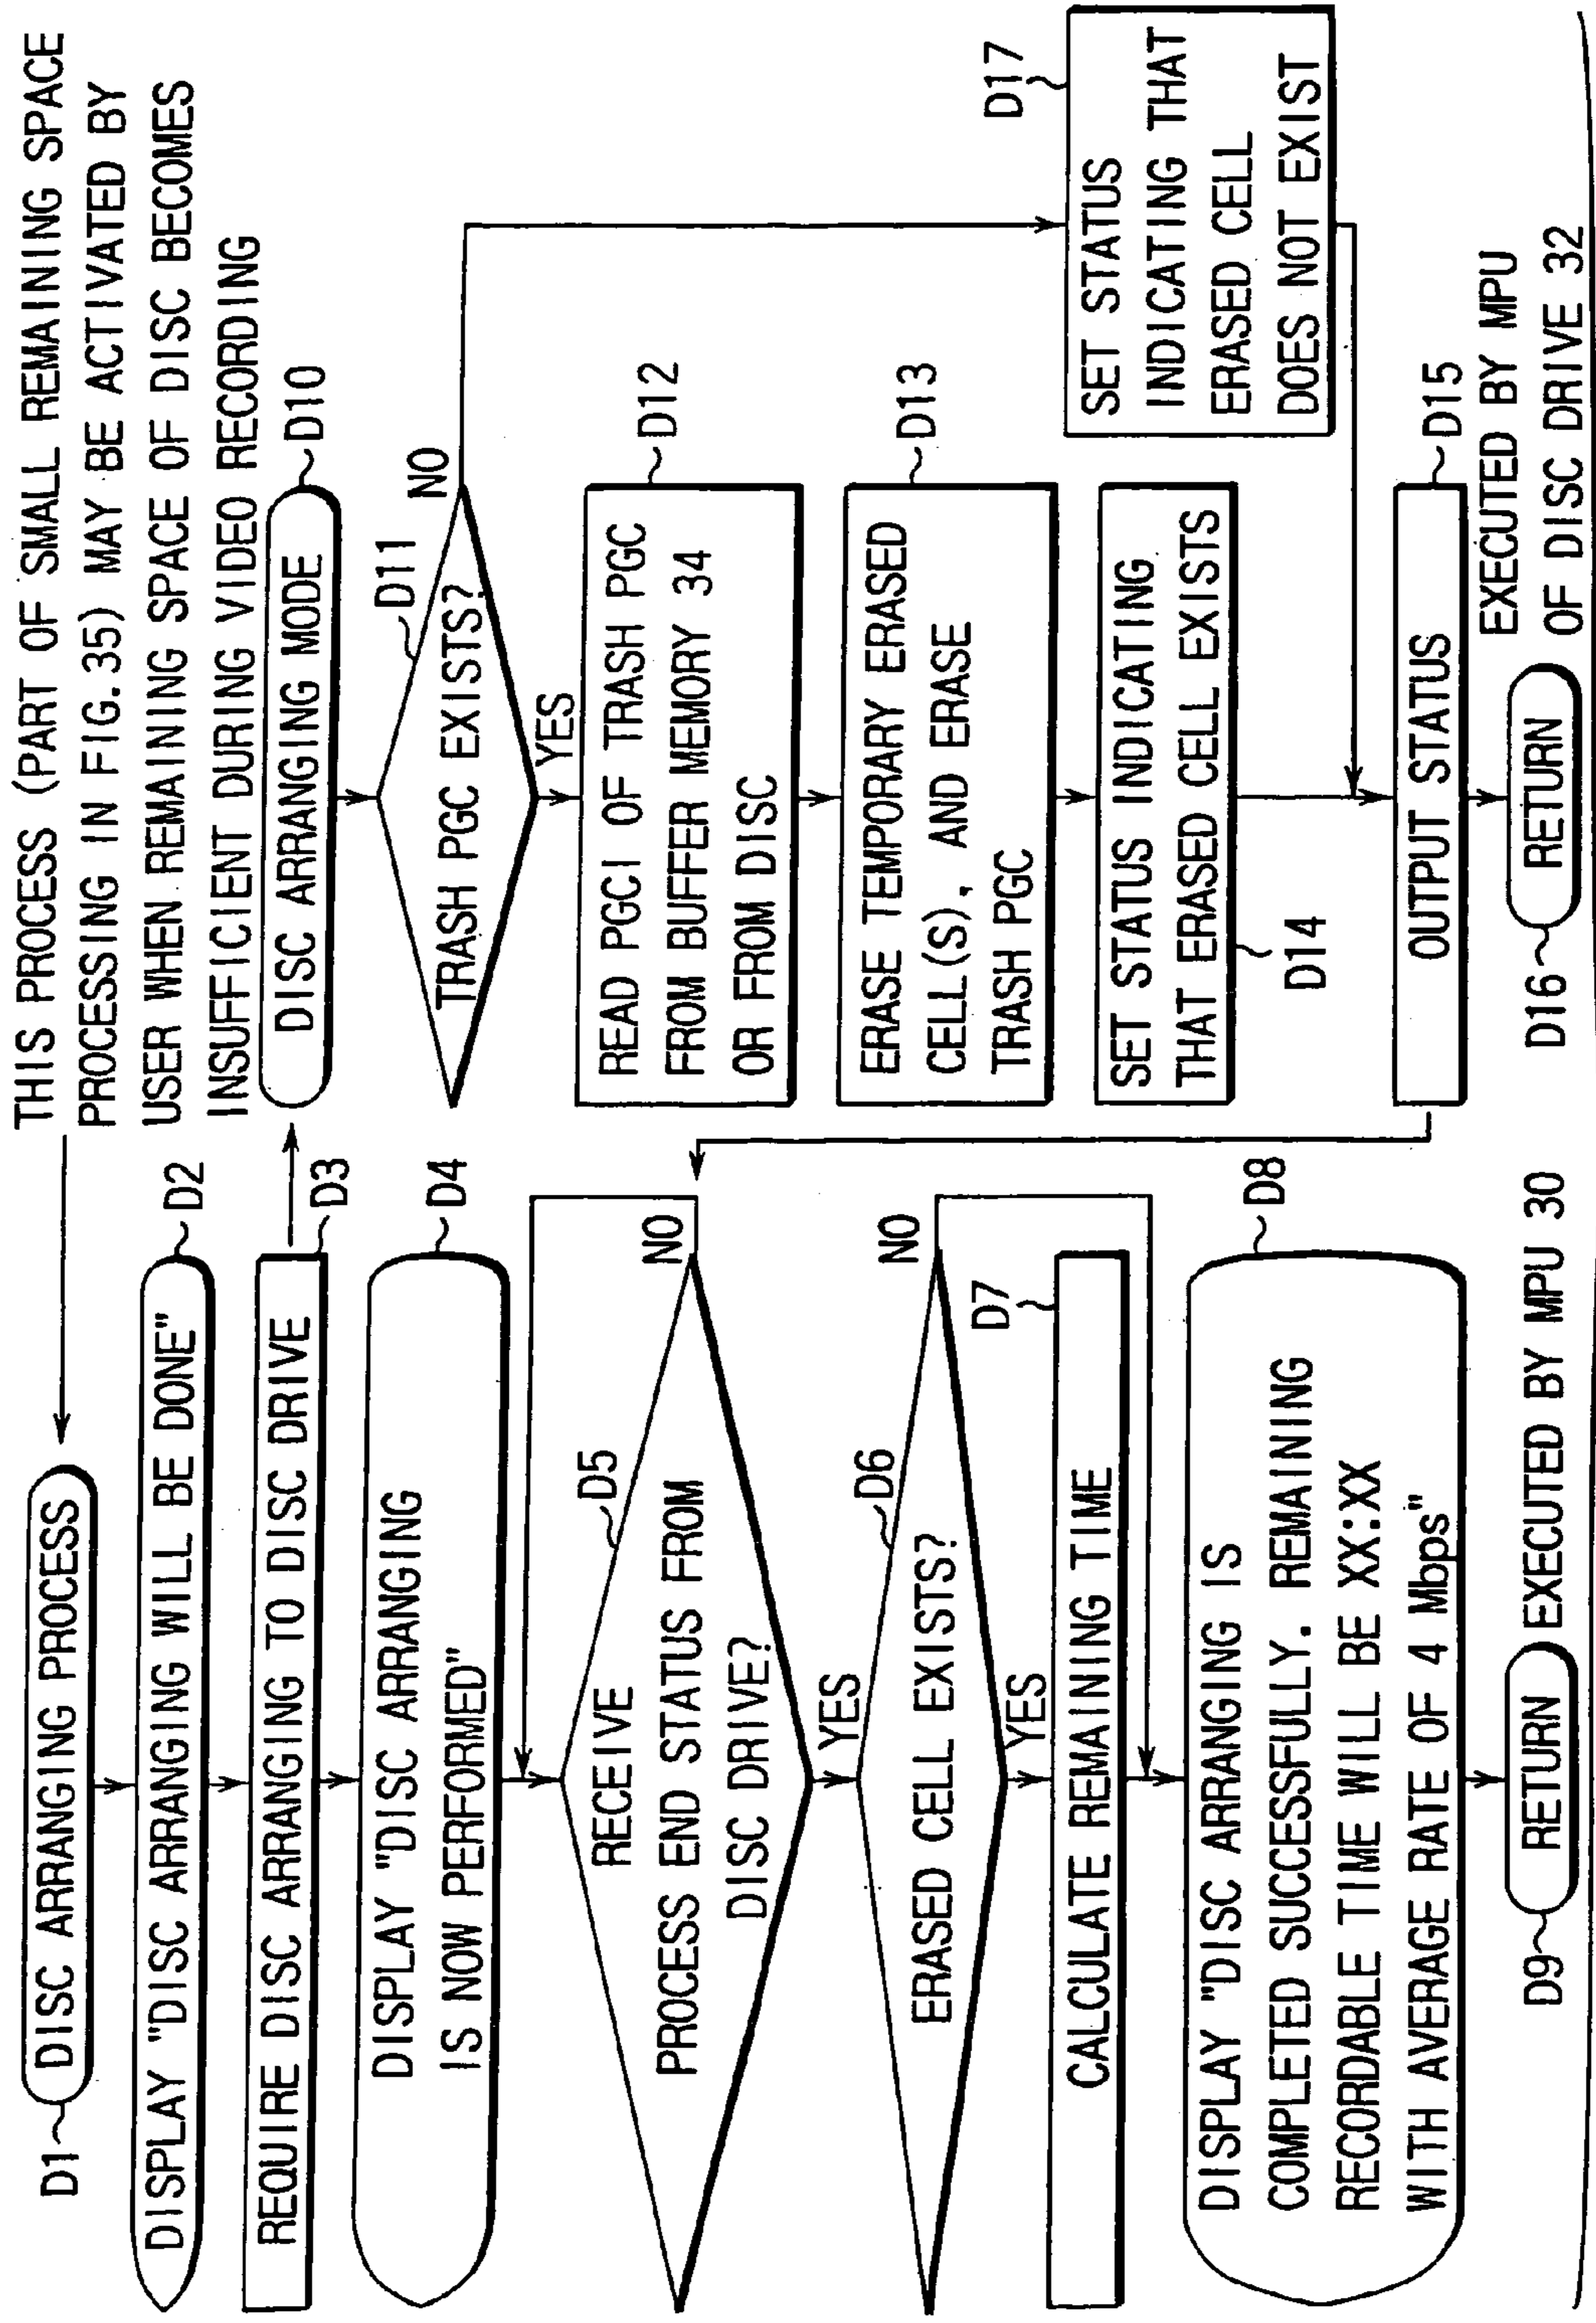 THIS PROCESS (PART OF SMALL REMAINING SPACE
PROCESSING IN FIG.35) MAY BE ACTIVATED BY
USER WHEN REMAINING SPACE OF DISC BECOMES
INSUFFICIENT DURING VIDEO RECORDING
D1
DISC ARRANGING PROCESS
DISPLAY "DISC ARRANGING WILL BE DONE"
D2
REQUIRE DISC ARRANGING TO DISC DRIVE
D3
DISPLAY "DISC ARRANGING
IS NOW PERFORMED"
D4
D5
RECEIVE
PROCESS END STATUS FROM
DISC DRIVE?
NO
YES
D6
ERASED CELL EXISTS?
NO
YES
D7
CALCULATE REMAINING TIME
D8
DISPLAY "DISC ARRANGING IS
COMPLETED SUCCESSFULLY. REMAINING
RECORDABLE TIME WILL BE XX:XX
WITH AVERAGE RATE OF 4 Mbps"
D9
RETURN
EXECUTED BY MPU 30
DISC ARRANGING MODE
D10
D11
TRASH PGC EXISTS?
NO
YES
READ PGCI OF TRASH PGC
FROM BUFFER MEMORY 34
OR FROM DISC
D12
ERASE TEMPORARY ERASED
CELL(S), AND ERASE
TRASH PGC
D13
SET STATUS INDICATING
THAT ERASED CELL EXISTS
D14
D17
SET STATUS
INDICATING THAT
ERASED CELL
DOES NOT EXIST
OUTPUT STATUS
D15
D16
RETURN
EXECUTED BY MPU
OF DISC DRIVE 32